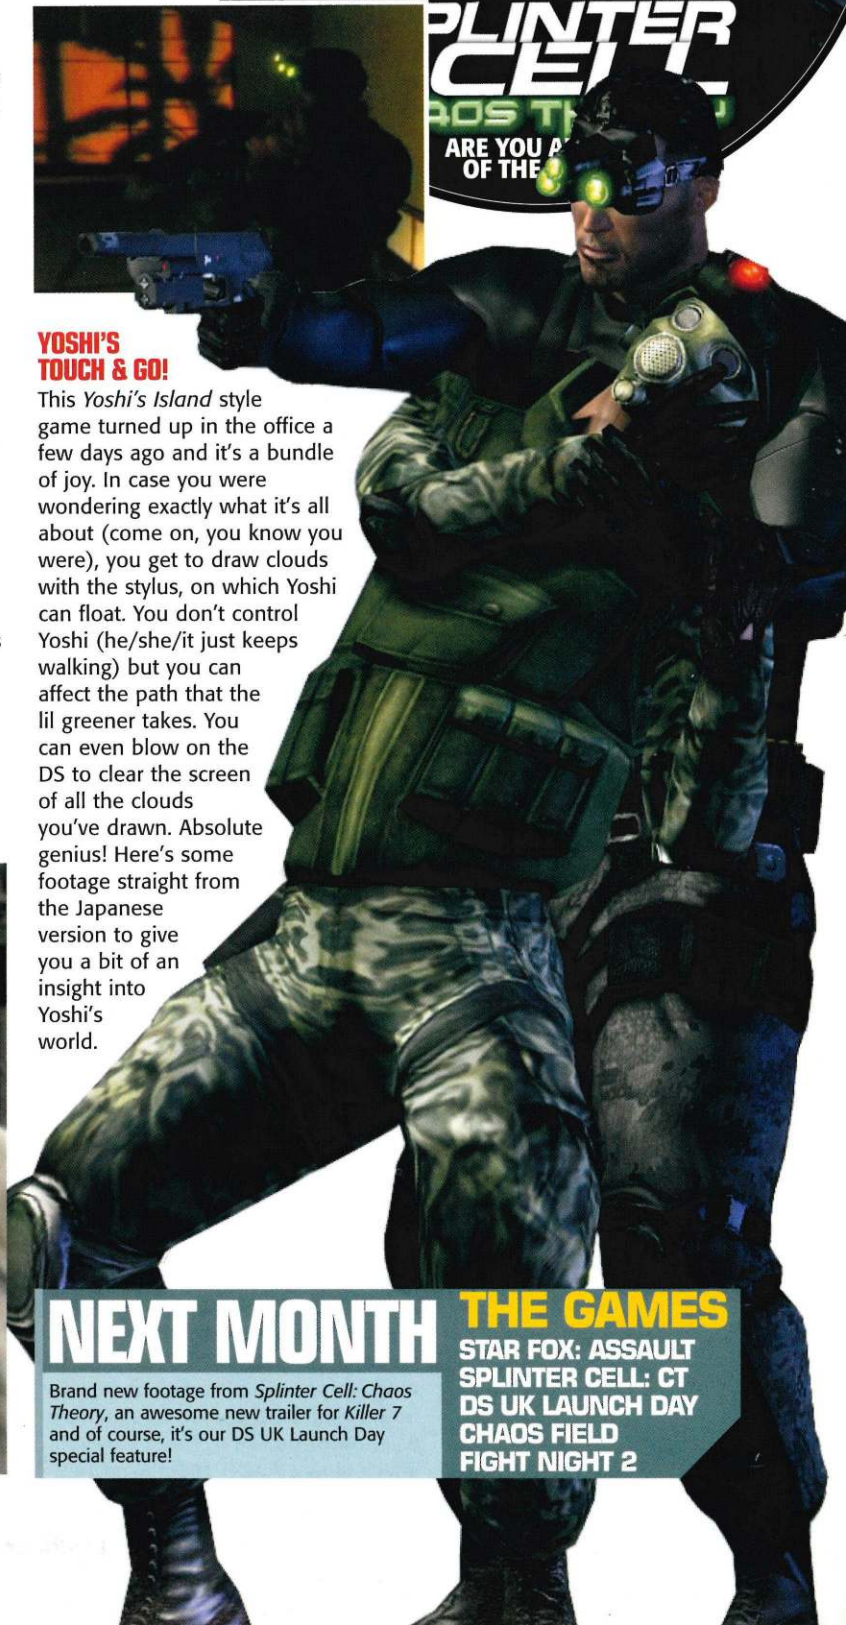 SPLINTER
CELL
ARE YOU
OF THE
YOSHI'S
TOUCH & GO!
This Yoshi's Island style
game turned up in the office a
few days ago and it's a bundle
of joy. In case you were
wondering exactly what it's all
about (come on, you know you
were), you get to draw clouds
with the stylus, on which Yoshi
can float. You don't control
Yoshi (he/she/it just keeps
walking) but you can
affect the path that the
lil greener takes. You
can even blow on the
DS to clear the screen
of all the clouds
you've drawn. Absolute
genius! Here's some
footage straight from
the Japanese
version to give
you a bit of an
insight into
Yoshi's
world.
NEXT MONTH
Brand new footage from Splinter Cell: Chaos
Theory, an awesome new trailer for Killer 7
and of course, it's our DS UK Launch Day
special feature!
THE GAMES
STAR FOX: ASSAULT
SPLINTER CELL: CT
DS UK LAUNCH DAY
CHAOS FIELD
FIGHT NIGHT 2